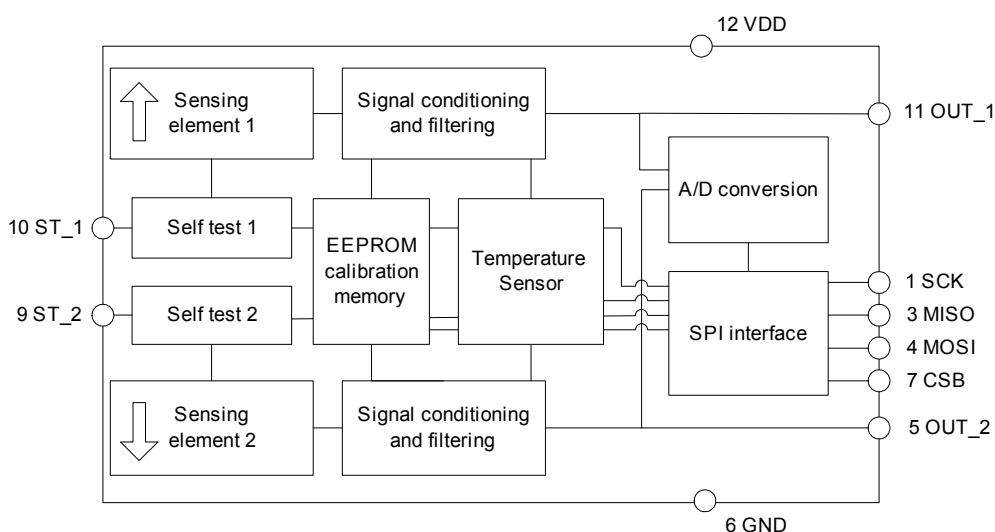 12 VDD
Sensing
element 1
Signal conditioning
and filtering
11 OUT_1
A/D conversion
10 ST_1
Self test 1
EEPROM
calibration
memory
Temperature
Sensor
1 SCK
9 ST_2
Self test 2
SPI interface
3 MISO
4 MOSI
7 CSB
Sensing
element 2
Signal conditioning
and filtering
5 OUT_2
6 GND